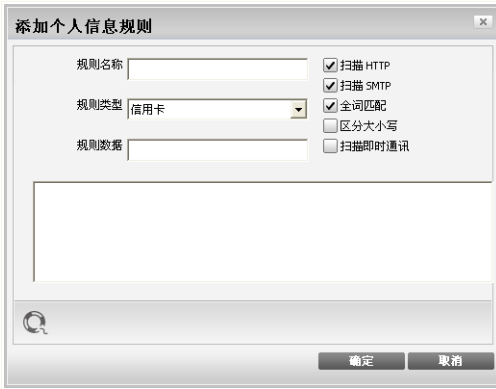 添加个人信息规则
规则名称
扫描 HTTP
扫描 SMTP
规则类型
信用卡
全词匹配
区分大小写
规则数据
扫描即时通讯
确定
取消